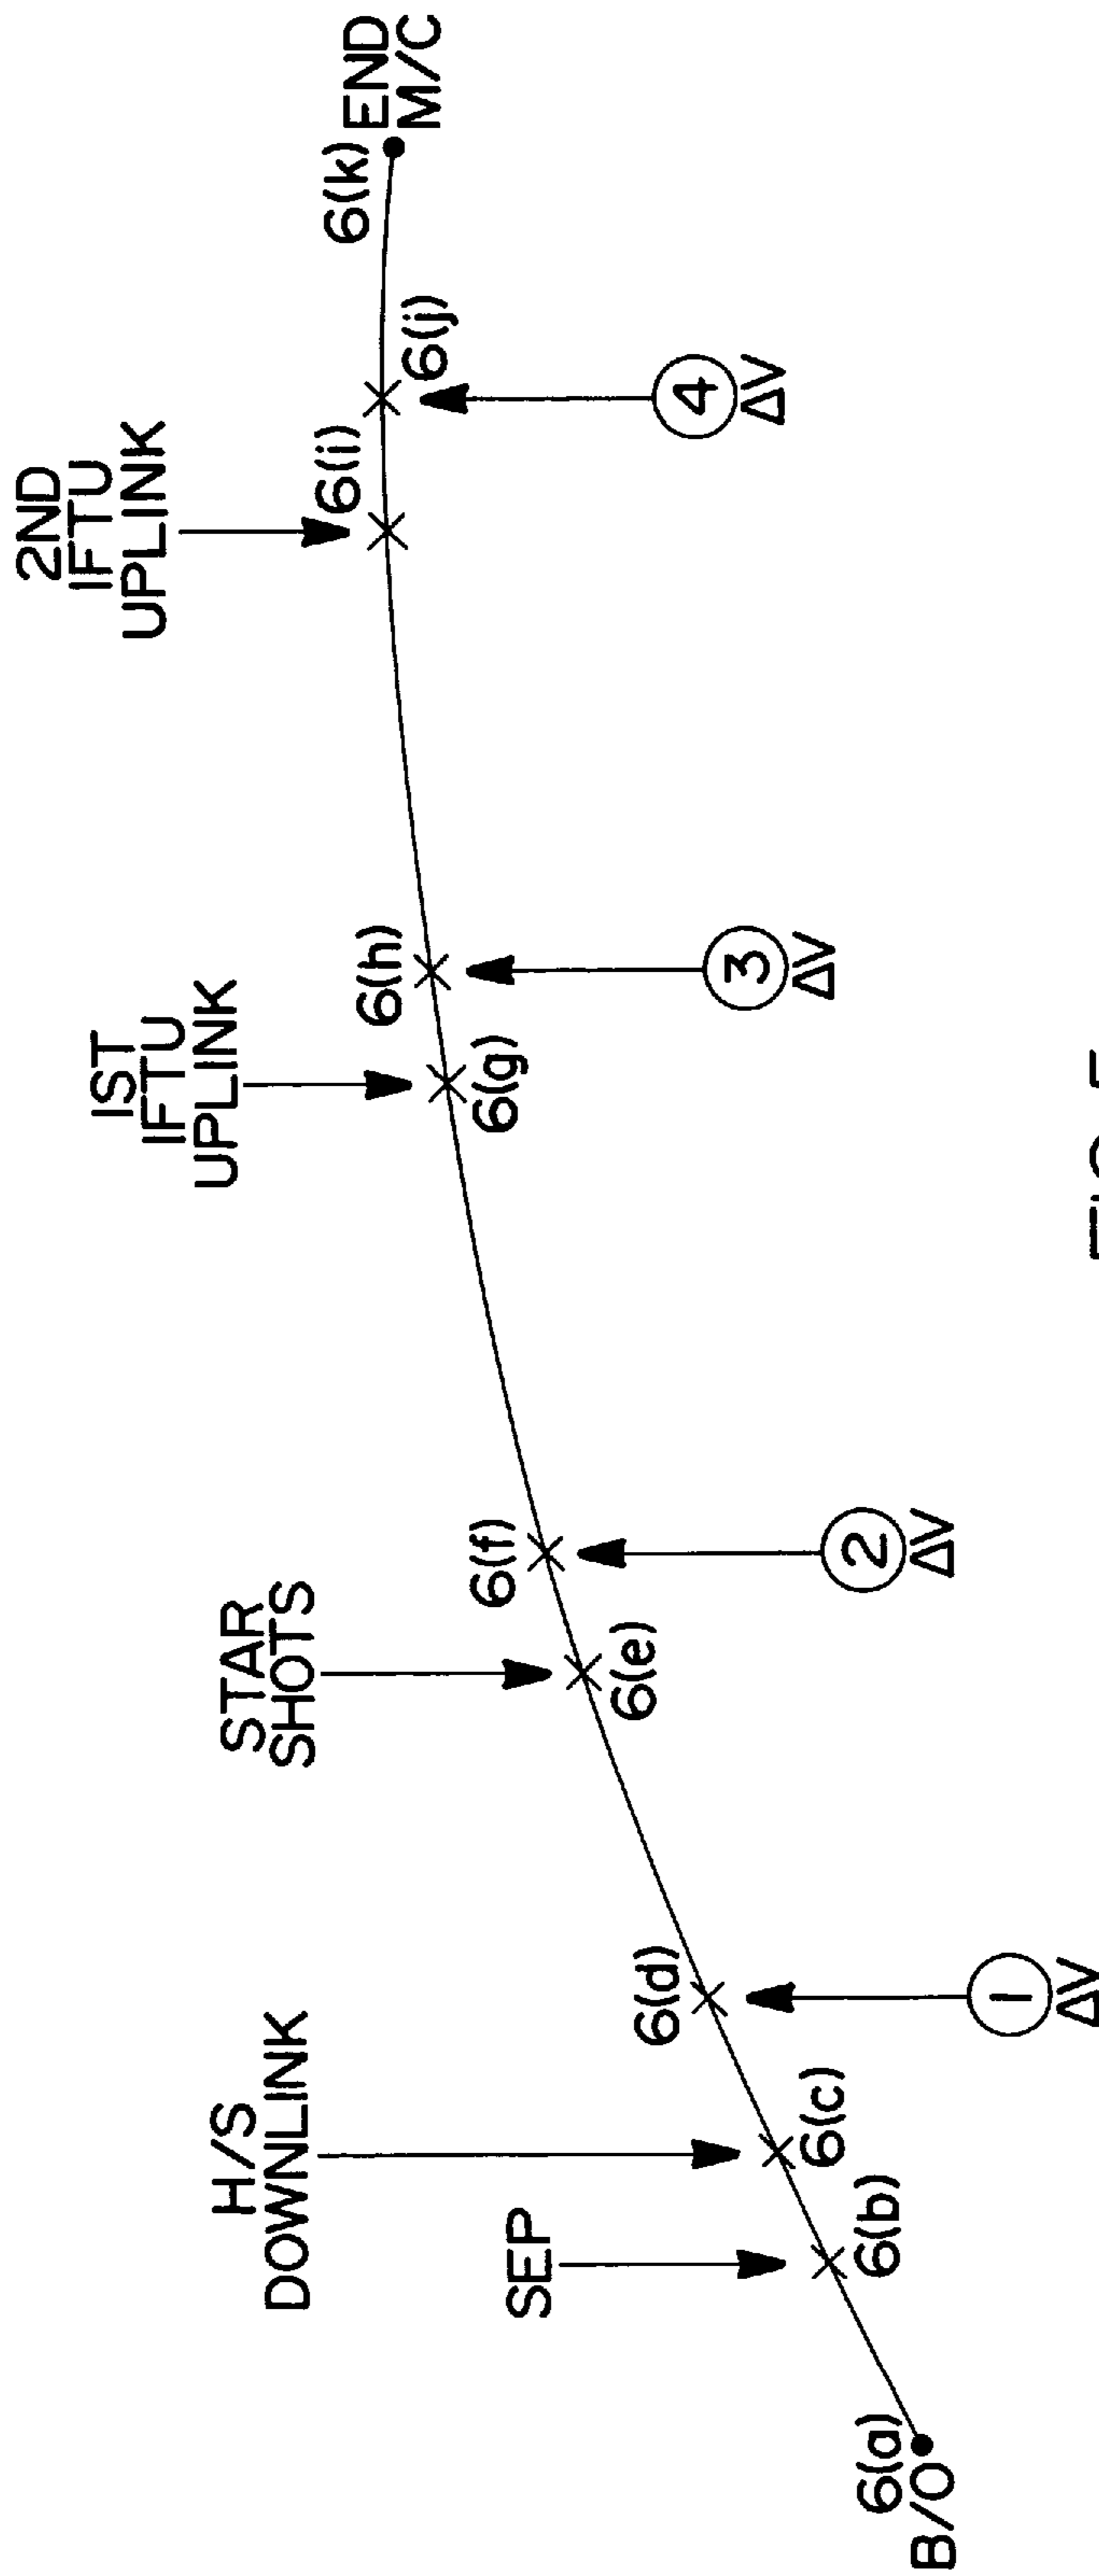 6(a)
B/O
SEP
6(b)
H/S
DOWNLINK
6(c)
6(d)
1
ΔV
STAR
SHOTS
6(e)
6(f)
2
ΔV
IST
IFTU
UPLINK
6(g)
6(h)
3
ΔV
2ND
IFTU
UPLINK
6(i)
6(j)
4
ΔV
6(k)
END
M/C